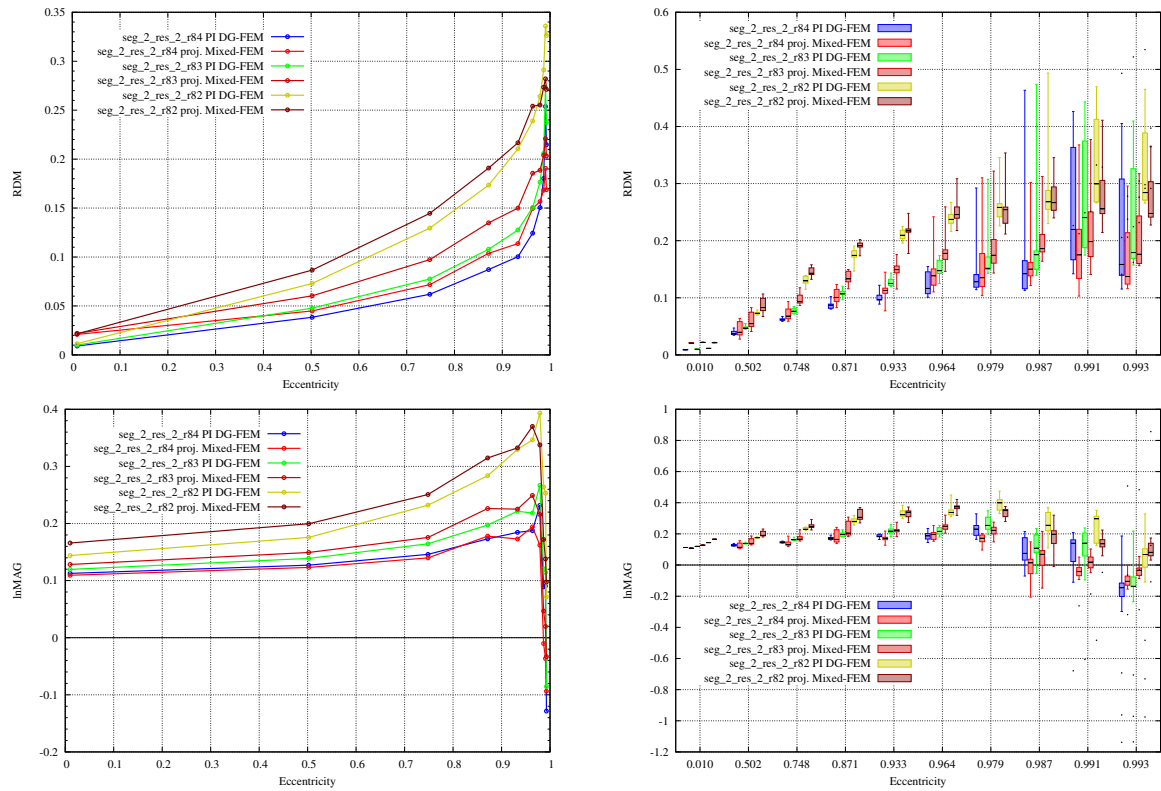 0.35
0.3
0.25
0.2
0.15
0.1
0.05
0
RDM
seg_2_res_2_r84 PI DG-FEM
seg_2_res_2_r84 proj. Mixed-FEM
seg_2_res_2_r83 PI DG-FEM
seg_2_res_2_r83 proj. Mixed-FEM
seg_2_res_2_r82 PI DG-FEM
seg_2_res_2_r82 proj. Mixed-FEM
0 0.1 0.2 0.3 0.4 0.5 0.6 0.7 0.8 0.9 1
Eccentricity
0.6
0.5
0.4
0.3
0.2
0.1
0
RDM
seg_2_res_2_r84 PI DG-FEM
seg_2_res_2_r84 proj. Mixed-FEM
seg_2_res_2_r83 PI DG-FEM
seg_2_res_2_r83 proj. Mixed-FEM
seg_2_res_2_r82 PI DG-FEM
seg_2_res_2_r82 proj. Mixed-FEM
0.010 0.502 0.748 0.871 0.933 0.964 0.979 0.987 0.991 0.993
Eccentricity
0.4
0.3
0.2
0.1
0
-0.1
-0.2
lnMAG
seg_2_res_2_r84 PI DG-FEM
seg_2_res_2_r84 proj. Mixed-FEM
seg_2_res_2_r83 PI DG-FEM
seg_2_res_2_r83 proj. Mixed-FEM
seg_2_res_2_r82 PI DG-FEM
seg_2_res_2_r82 proj. Mixed-FEM
0 0.1 0.2 0.3 0.4 0.5 0.6 0.7 0.8 0.9 1
Eccentricity
1
0.8
0.6
0.4
0.2
0
-0.2
-0.4
-0.6
-0.8
-1
-1.2
lnMAG
seg_2_res_2_r84 PI DG-FEM
seg_2_res_2_r84 proj. Mixed-FEM
seg_2_res_2_r83 PI DG-FEM
seg_2_res_2_r83 proj. Mixed-FEM
seg_2_res_2_r82 PI DG-FEM
seg_2_res_2_r82 proj. Mixed-FEM
0.010 0.502 0.748 0.871 0.933 0.964 0.979 0.987 0.991 0.993
Eccentricity